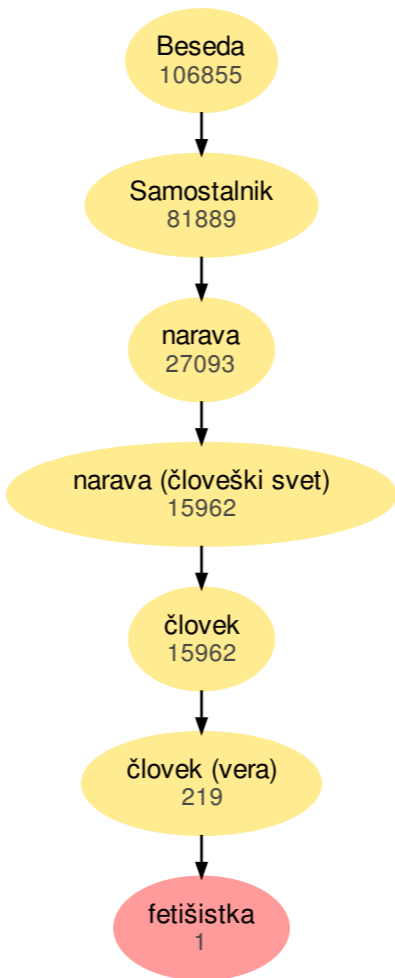 Beseda
106855
Samostalnik
81889
narava
27093
narava (človeški svet)
15962
človek
15962
človek (vera)
219
fetišistka
1